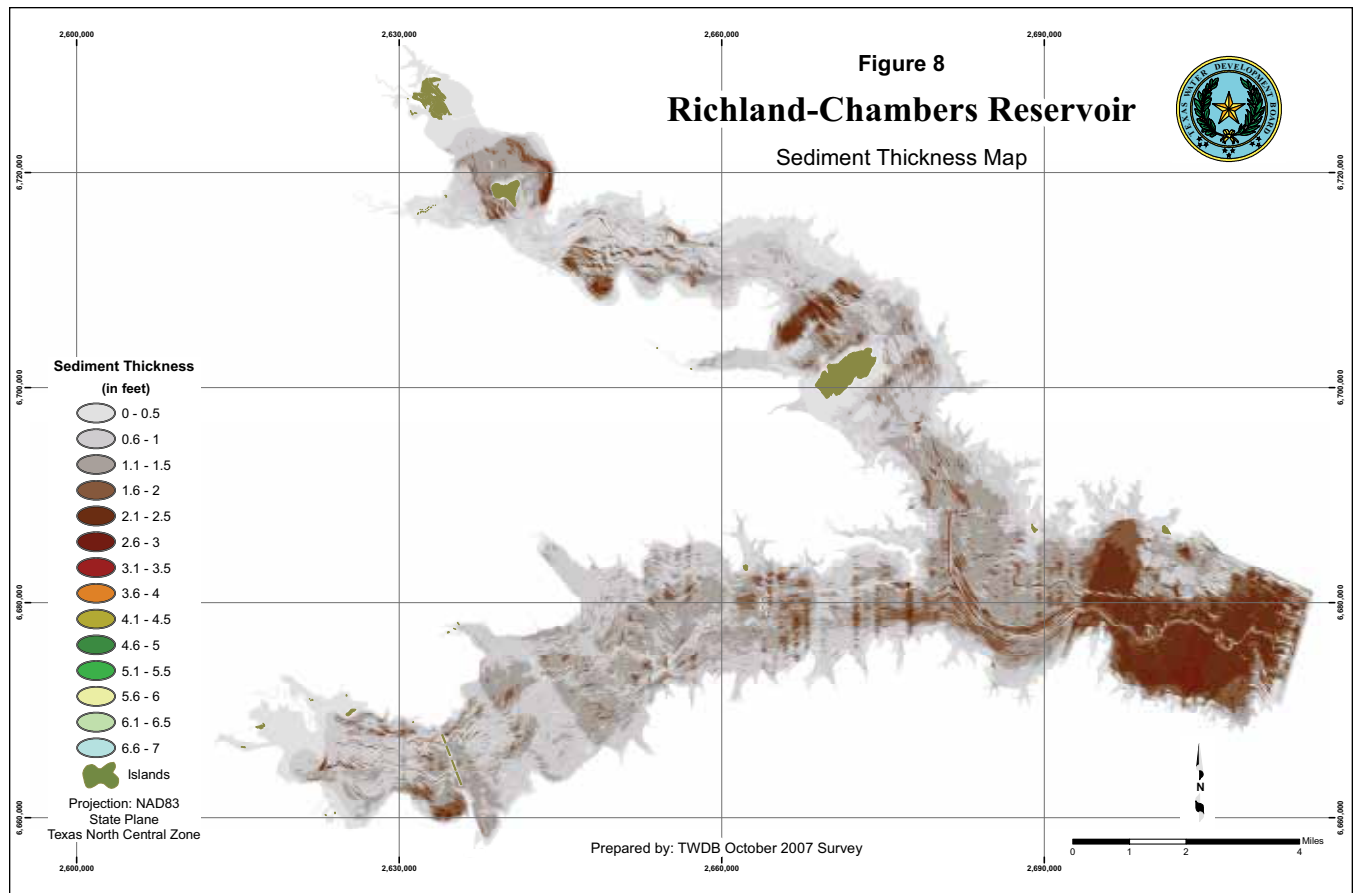 2,600,000
2,630,000
2,660,000
2,690,000
Figure 8
Richland-Chambers Reservoir
Sediment Thickness Map
TEXAS WATER DEVELOPMENT BOARD
6,720,000
6,720,000
6,700,000
6,700,000
6,680,000
6,680,000
6,660,000
6,660,000
Sediment Thickness
(in feet)
0 - 0.5
0.6 - 1
1.1 - 1.5
1.6 - 2
2.1 - 2.5
2.6 - 3
3.1 - 3.5
3.6 - 4
4.1 - 4.5
4.6 - 5
5.1 - 5.5
5.6 - 6
6.1 - 6.5
6.6 - 7
Islands
Projection: NAD83
State Plane
Texas North Central Zone
Prepared by: TWDB October 2007 Survey
N
Miles
0 1 2 4
2,600,000
2,630,000
2,660,000
2,690,000